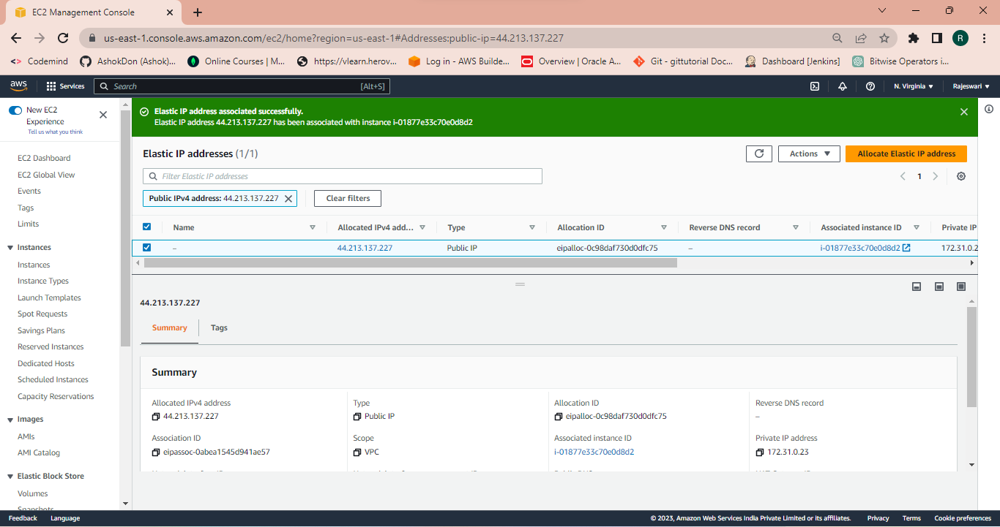 EC2 Management Console
us-east-1.console.aws.amazon.com/ec2/home?region=us-east-1#Addresses:public-ip=44.213.137.227
R
<> Codemind AshokDon (Ashok)... Online Courses | M... https://vlearn.herov... Log in - AWS Builde... Overview | Oracle A... Git - gittutorial Doc... Dashboard [Jenkins] Bitwise Operators i...
aws Services Search [Alt+S] N. Virginia Rajeswari
New EC2
Experience
Tell us what you think
EC2 Dashboard
EC2 Global View
Events
Tags
Limits
Instances
Instances
Instance Types
Launch Templates
Spot Requests
Savings Plans
Reserved Instances
Dedicated Hosts
Scheduled Instances
Capacity Reservations
Images
AMIs
AMI Catalog
Elastic Block Store
Volumes
Snapshots
Elastic IP address associated successfully.
Elastic IP address 44.213.137.227 has been associated with instance i-01877e33c70e0d8d2
Elastic IP addresses (1/1)
Actions
Allocate Elastic IP address
Filter Elastic IP addresses
1
Public IPv4 address: 44.213.137.227
Clear filters
Name Allocated IPv4 add... Type Allocation ID Reverse DNS record Associated instance ID Private IP
– 44.213.137.227 Public IP eipalloc-0c98daf730d0dfc75 – i-01877e33c70e0d8d2 172.31.0.2
44.213.137.227
Summary Tags
Summary
Allocated IPv4 address Type Allocation ID Reverse DNS record
44.213.137.227 Public IP eipalloc-0c98daf730d0dfc75 –
Association ID Scope Associated instance ID Private IP address
eipassoc-0abea1545d941ae57 VPC i-01877e33c70e0d8d2 172.31.0.23
Feedback Language © 2023, Amazon Web Services India Private Limited or its affiliates. Privacy Terms Cookie preferences